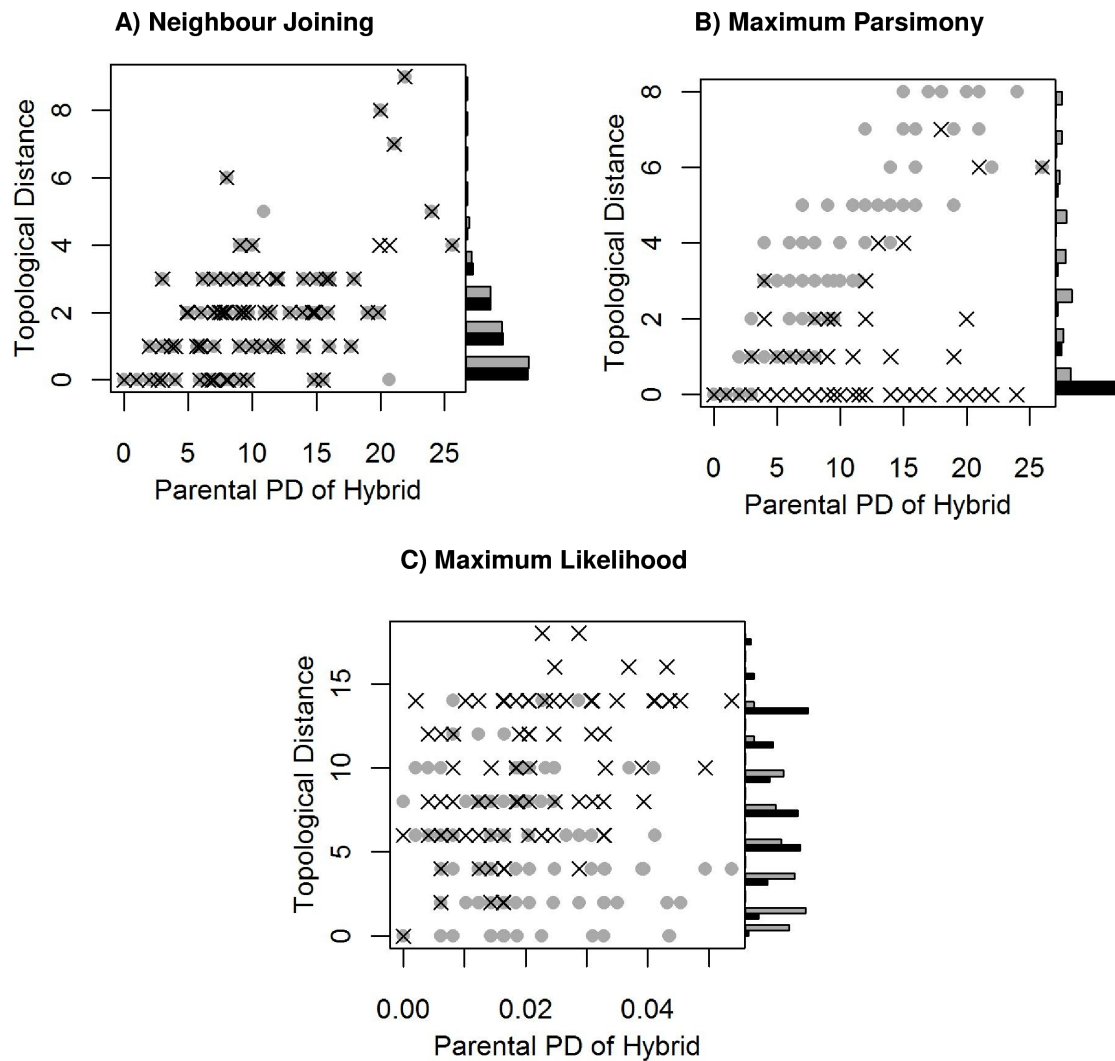 A) Neighbour Joining
Topological Distance
8
6
4
2
0
0 5 10 15 20 25
Parental PD of Hybrid
B) Maximum Parsimony
Topological Distance
8
6
4
2
0
0 5 10 15 20 25
Parental PD of Hybrid
C) Maximum Likelihood
Topological Distance
15
10
5
0
0.00 0.02 0.04
Parental PD of Hybrid